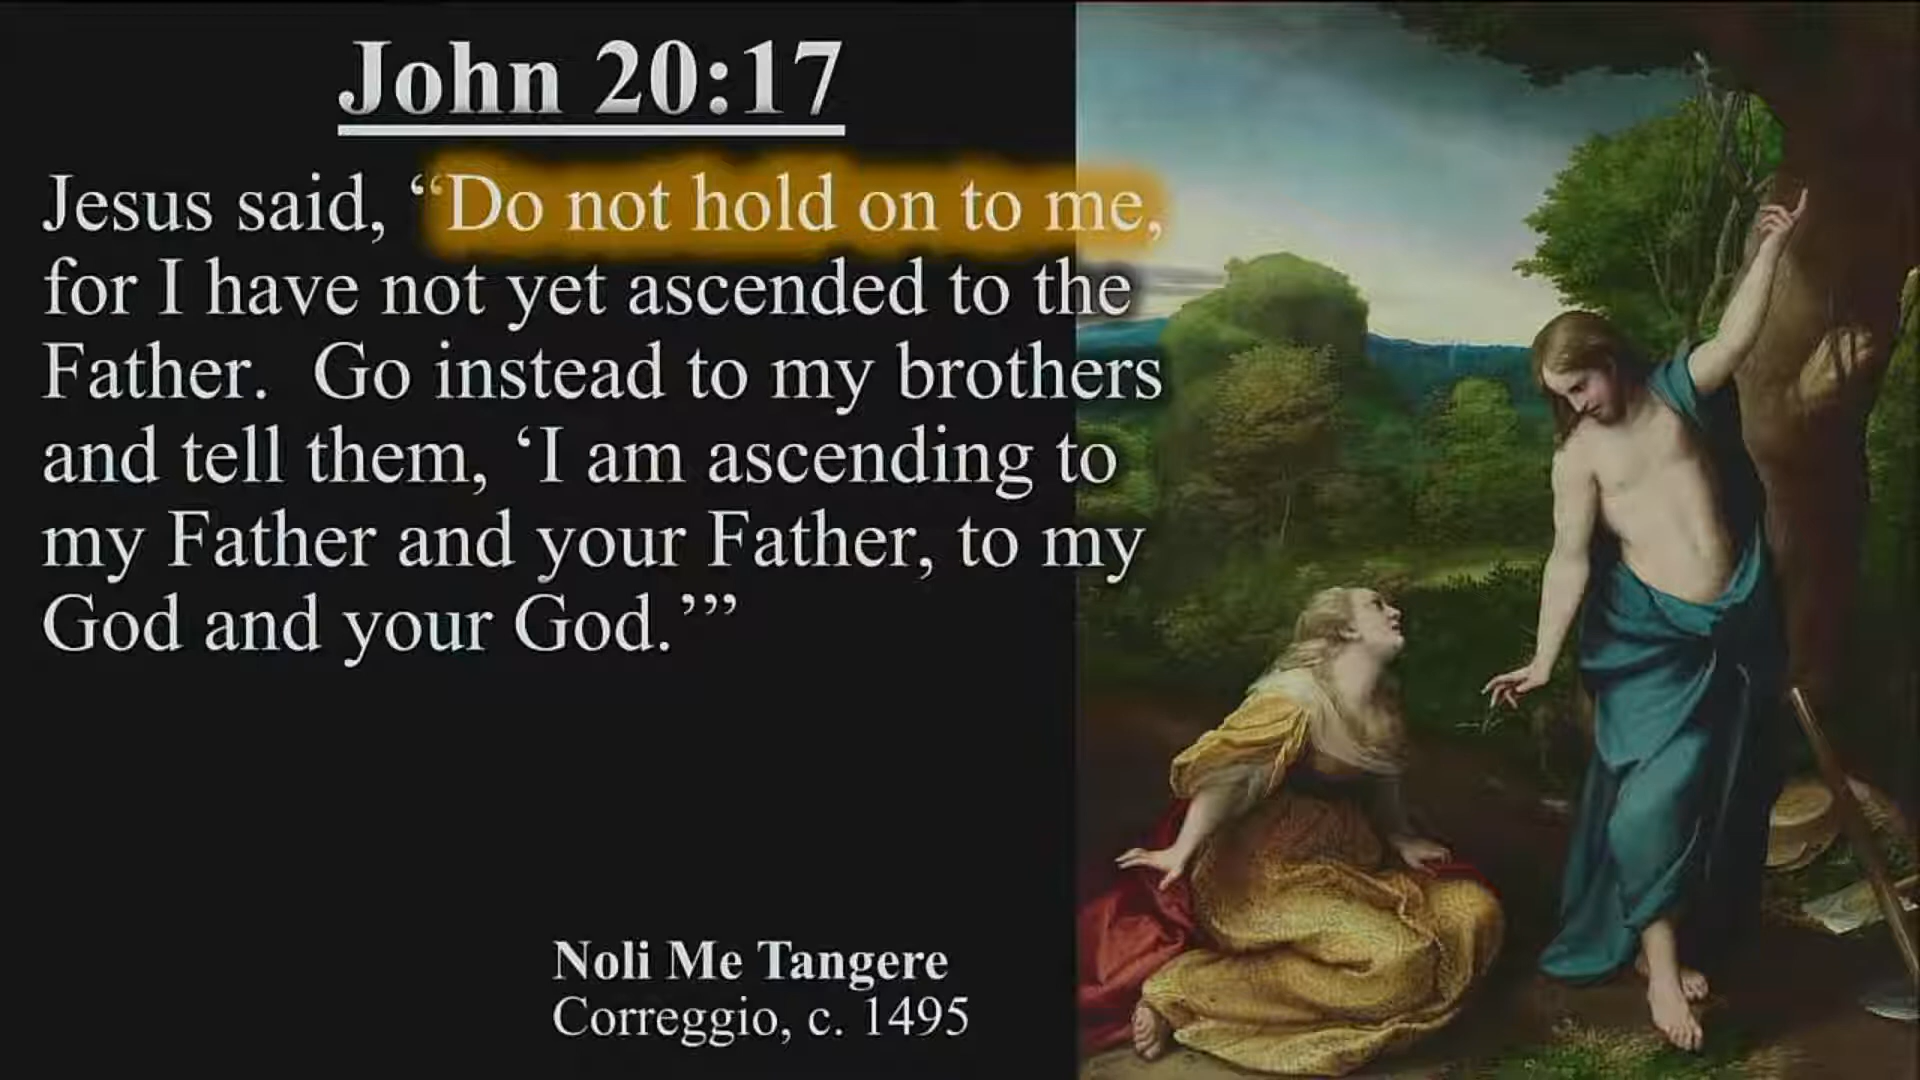 John 20:17
Jesus said, “Do not hold on to me,
for I have not yet ascended to the
Father.  Go instead to my brothers
and tell them, ‘I am ascending to
my Father and your Father, to my
God and your God.’”
Noli Me Tangere
Correggio, c. 1495